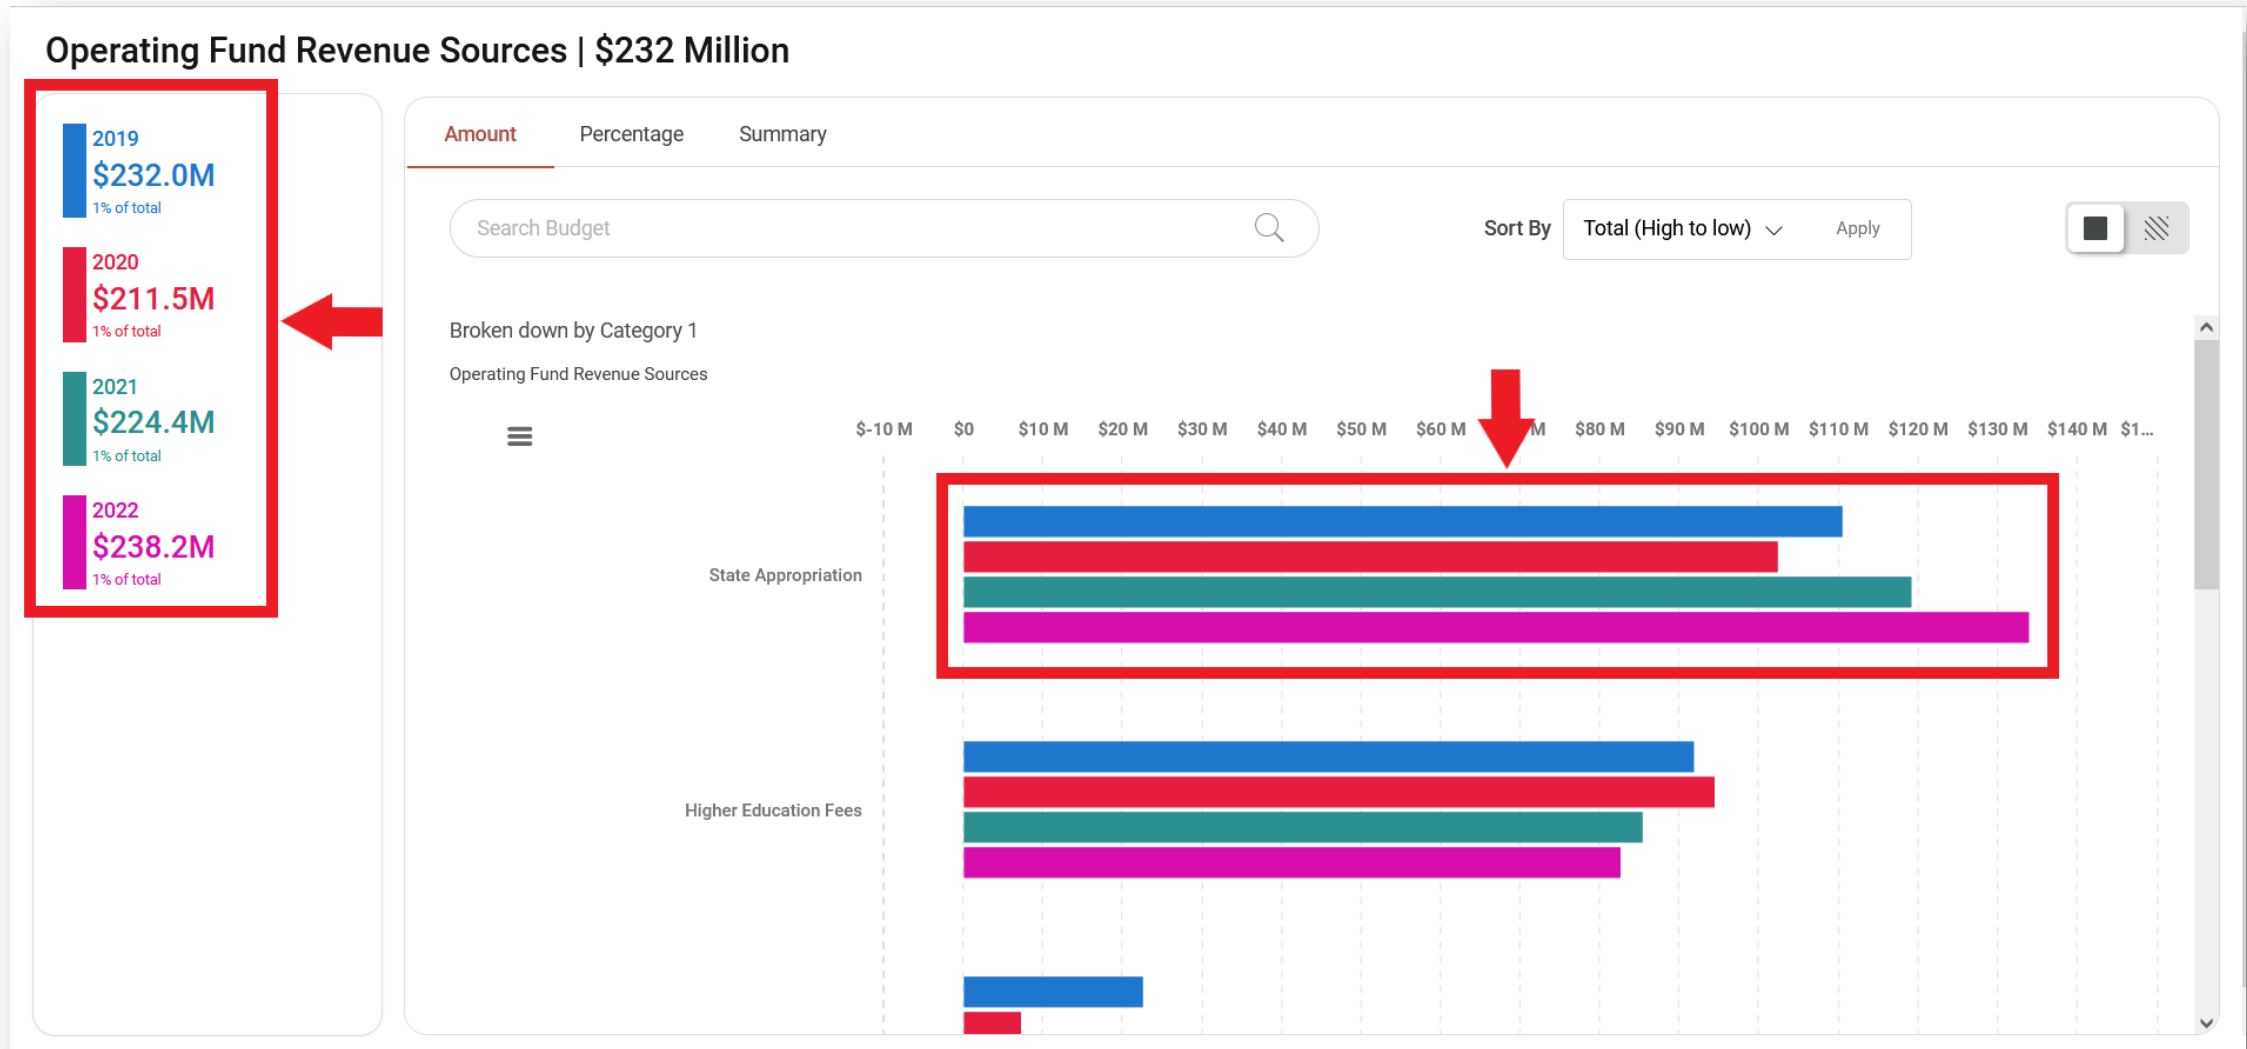 Operating Fund Revenue Sources | $232 Million
2019
$232.0M
1% of total
2020
$211.5M
1% of total
2021
$224.4M
1% of total
2022
$238.2M
1% of total
Amount Percentage Summary
Search Budget
Sort By Total (High to low) Apply
Broken down by Category 1
Operating Fund Revenue Sources
$-10 M $0 $10 M $20 M $30 M $40 M $50 M $60 M M $80 M $90 M $100 M $110 M $120 M $130 M $140 M $1...
State Appropriation
Higher Education Fees